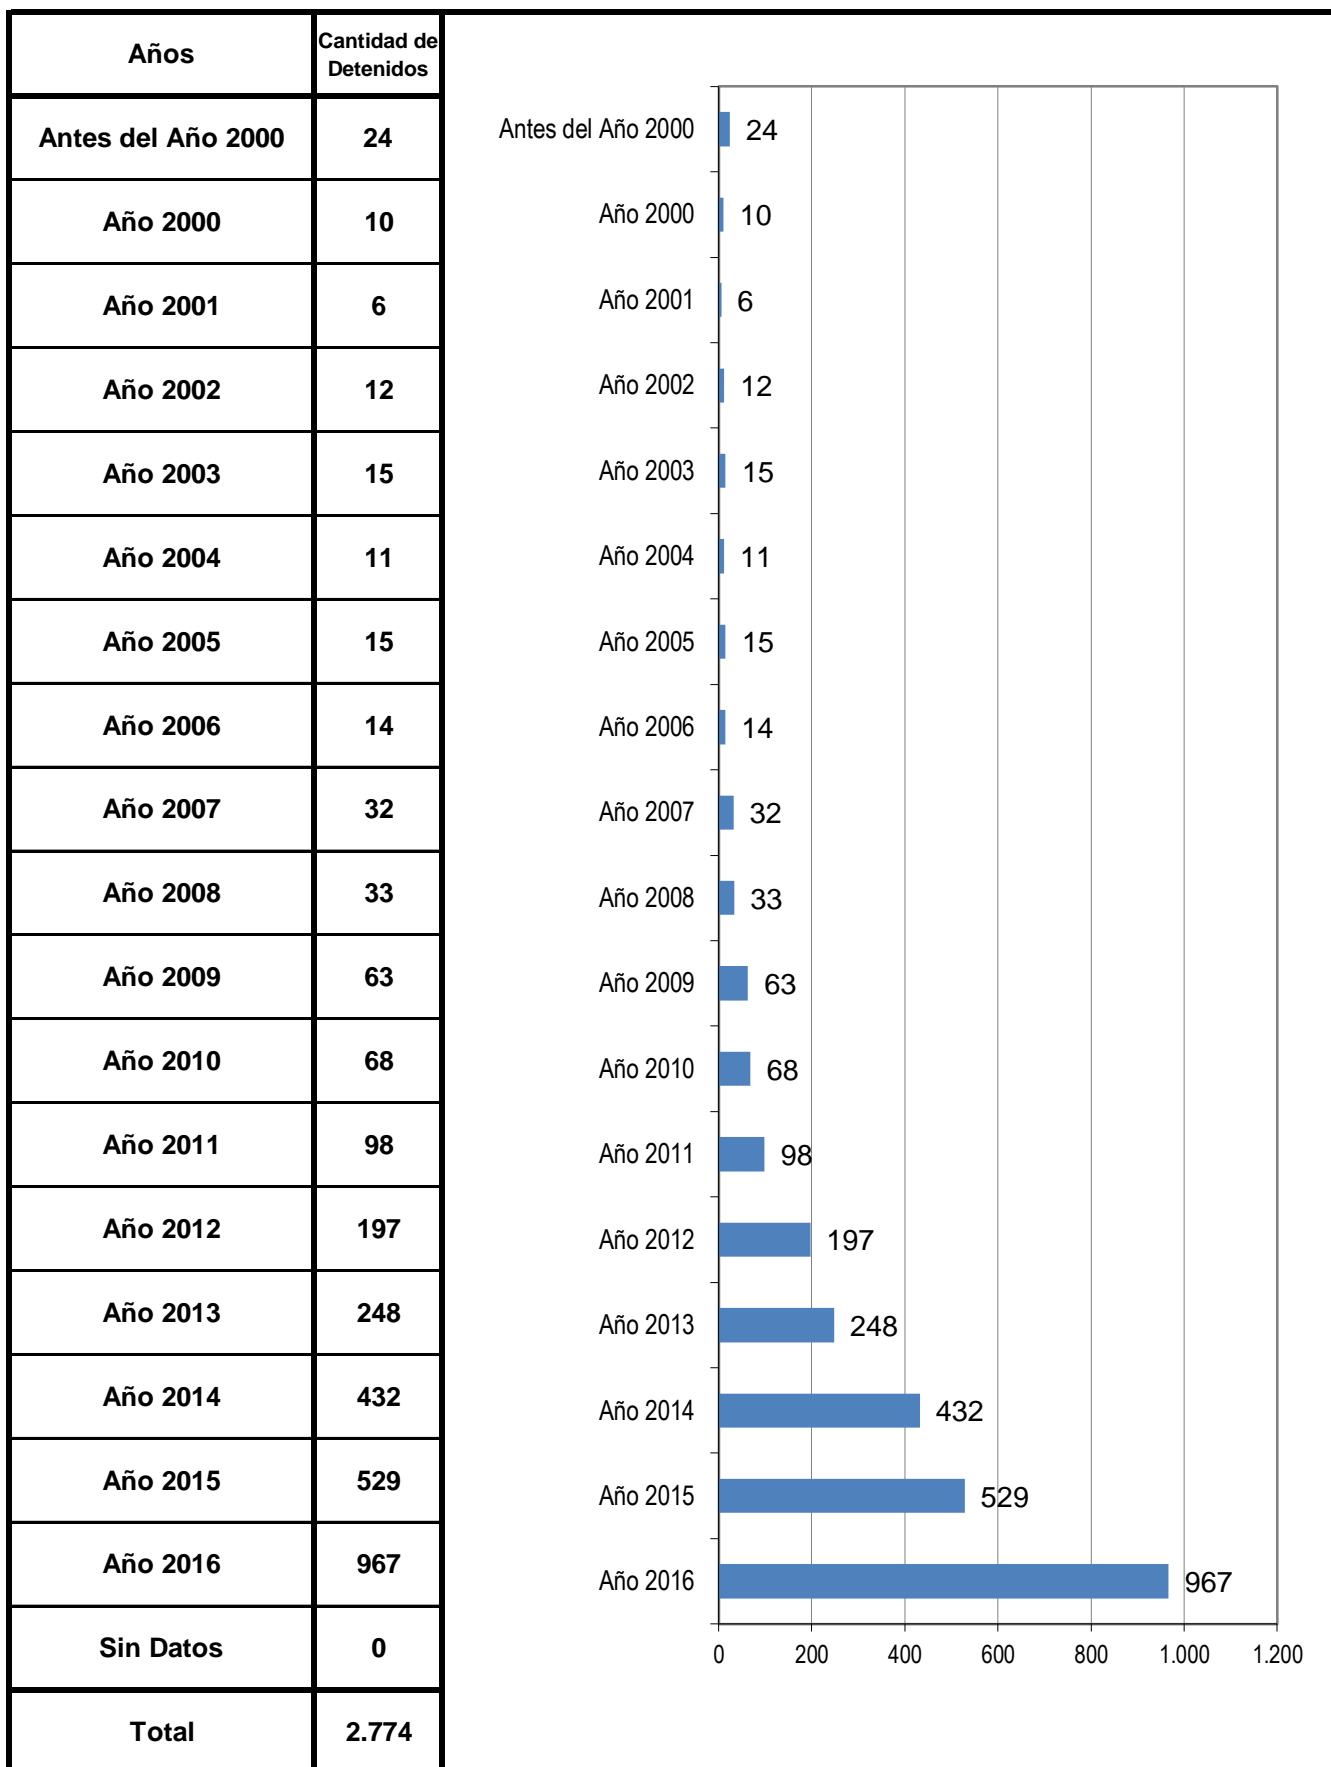 Años Cantidad de
Detenidos
Antes del Año 2000 24
Año 2000 10
Año 2001 6
Año 2002 12
Año 2003 15
Año 2004 11
Año 2005 15
Año 2006 14
Año 2007 32
Año 2008 33
Año 2009 63
Año 2010 68
Año 2011 98
Año 2012 197
Año 2013 248
Año 2014 432
Año 2015 529
Año 2016 967
Sin Datos 0
Total 2.774
Antes del Año 2000 24
Año 2000 10
Año 2001 6
Año 2002 12
Año 2003 15
Año 2004 11
Año 2005 15
Año 2006 14
Año 2007 32
Año 2008 33
Año 2009 63
Año 2010 68
Año 2011 98
Año 2012 197
Año 2013 248
Año 2014 432
Año 2015 529
Año 2016 967
0 200 400 600 800 1.000 1.200